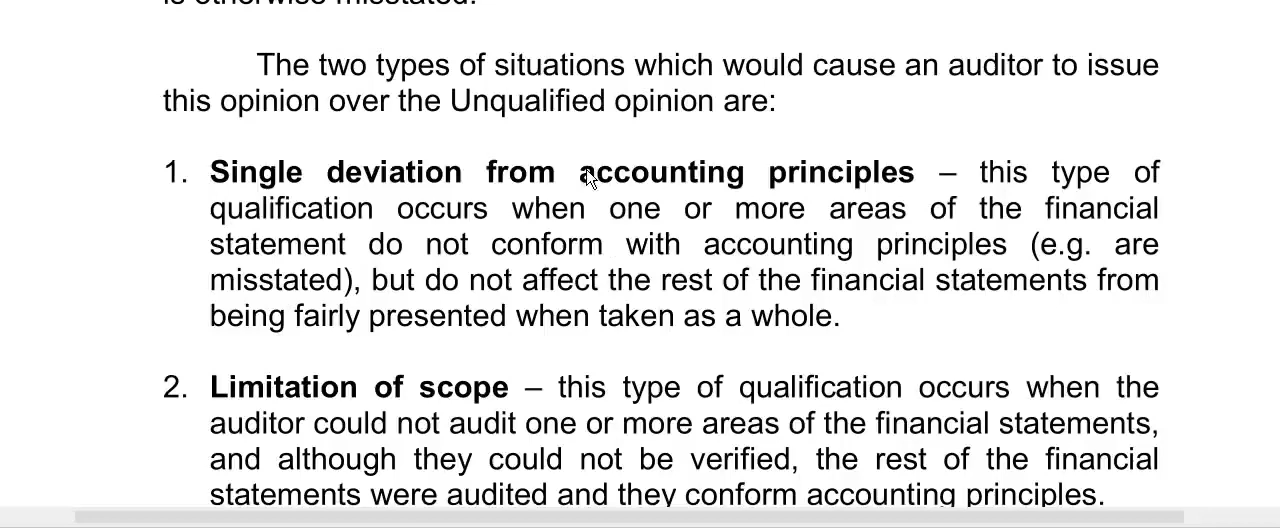 is otherwise misstated.
The two types of situations which would cause an auditor to issue
this opinion over the Unqualified opinion are:
1. Single deviation from accounting principles – this type of
qualification occurs when one or more areas of the financial
statement do not conform with accounting principles (e.g. are
misstated), but do not affect the rest of the financial statements from
being fairly presented when taken as a whole.
2. Limitation of scope – this type of qualification occurs when the
auditor could not audit one or more areas of the financial statements,
and although they could not be verified, the rest of the financial
statements were audited and they conform accounting principles.